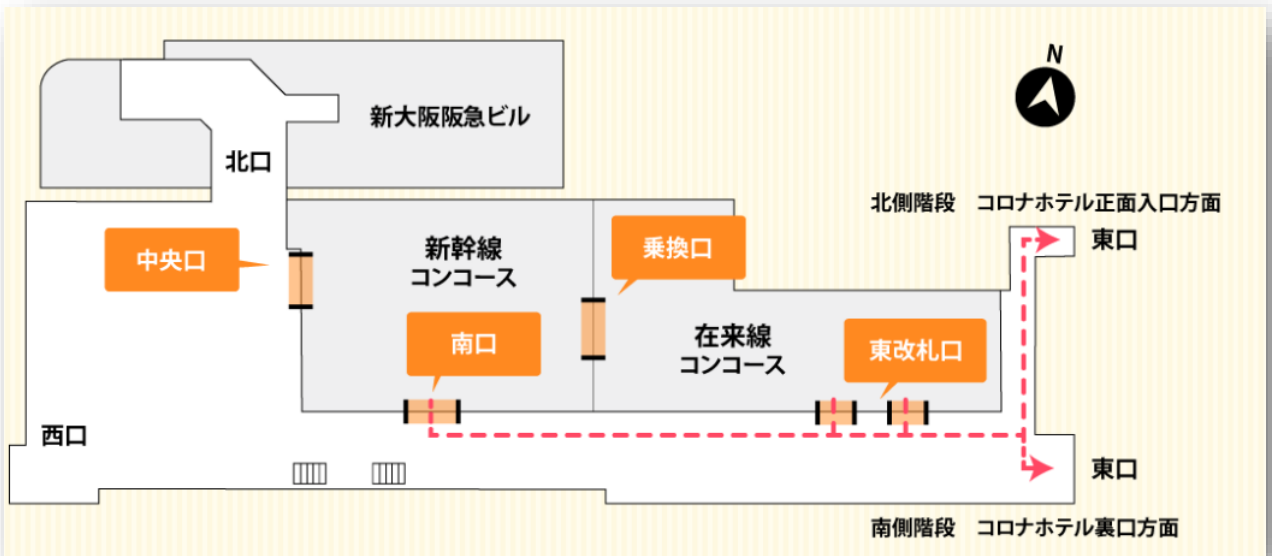 N
新大阪阪急ビル
北口
北側階段　コロナホテル正面入口方面
東口
中央口
新幹線
コンコース
乗換口
南口
在来線
コンコース
東改札口
西口
東口
南側階段　コロナホテル裏口方面